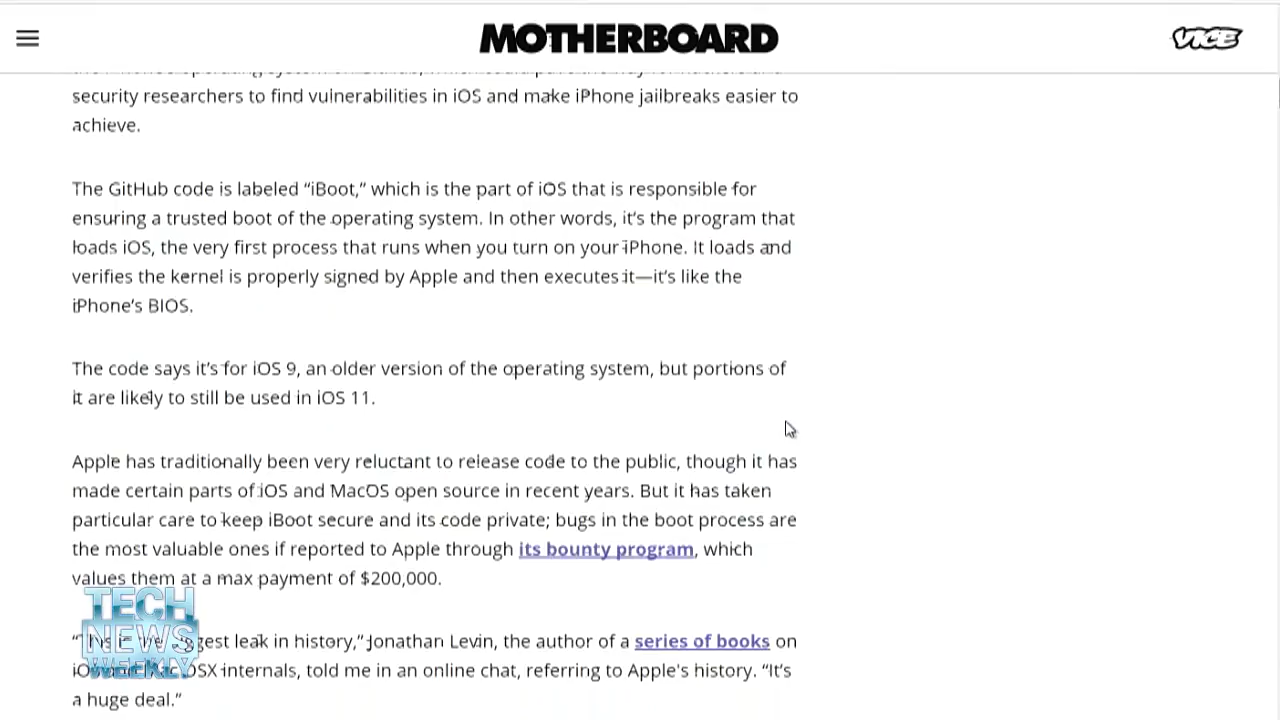 MOTHERBOARD
VICE
security researchers to find vulnerabilities in iOS and make iPhone jailbreaks easier to
achieve.
The GitHub code is labeled “iBoot,” which is the part of iOS that is responsible for
ensuring a trusted boot of the operating system. In other words, it’s the program that
loads iOS, the very first process that runs when you turn on your iPhone. It loads and
verifies the kernel is properly signed by Apple and then executes it—it’s like the
iPhone’s BIOS.
The code says it’s for iOS 9, an older version of the operating system, but portions of
it are likely to still be used in iOS 11.
Apple has traditionally been very reluctant to release code to the public, though it has
made certain parts of iOS and MacOS open source in recent years. But it has taken
particular care to keep iBoot secure and its code private; bugs in the boot process are
the most valuable ones if reported to Apple through its bounty program, which
values them at a max payment of $200,000.
leak in history,” Jonathan Levin, the author of a series of books on
internals, told me in an online chat, referring to Apple's history. “It’s
a huge deal.”
TECH
NEWS
WEEKLY